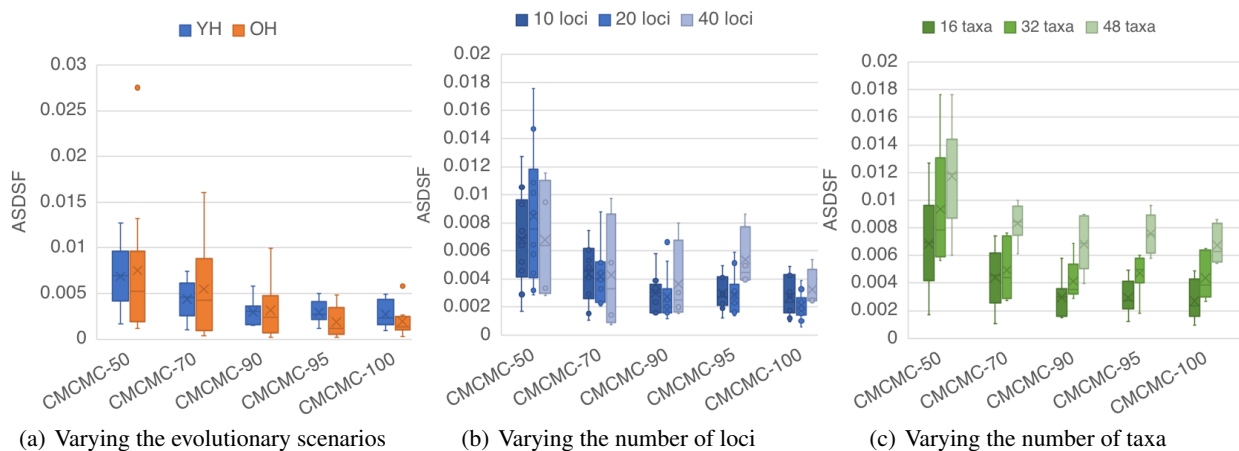 YH OH
ASDSF
0.03
0.025
0.02
0.015
0.01
0.005
0
CMCMC-50
CMCMC-70
CMCMC-90
CMCMC-95
CMCMC-100
(a) Varying the evolutionary scenarios
10 loci 20 loci 40 loci
ASDSF
0.02
0.018
0.016
0.014
0.012
0.01
0.008
0.006
0.004
0.002
0
CMCMC-50
CMCMC-70
CMCMC-90
CMCMC-95
CMCMC-100
(b) Varying the number of loci
16 taxa 32 taxa 48 taxa
ASDSF
0.02
0.018
0.016
0.014
0.012
0.01
0.008
0.006
0.004
0.002
0
CMCMC-50
CMCMC-70
CMCMC-90
CMCMC-95
CMCMC-100
(c) Varying the number of taxa